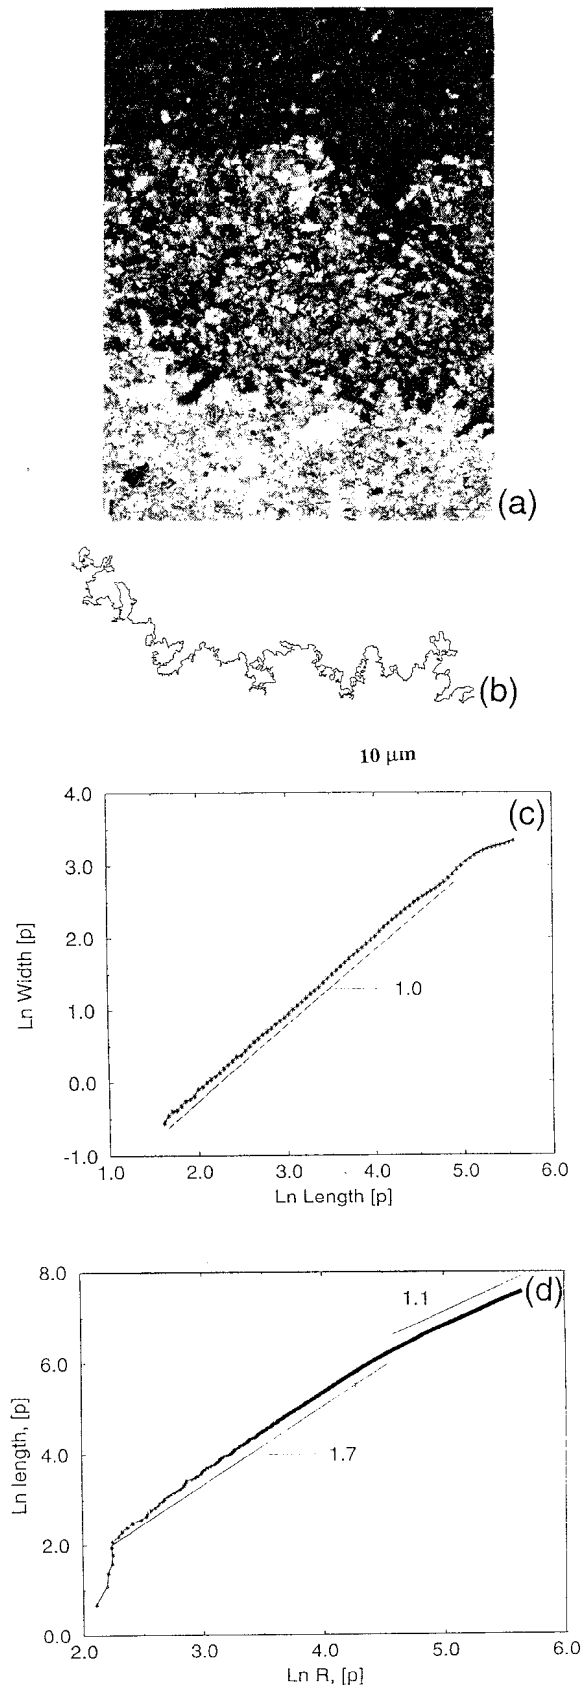 (a)
(b)
10 µm
4.0
(c)
3.0
2.0
1.0
1.0
0.0
-1.0
1.0 2.0 3.0 4.0 5.0 6.0
Ln Width [p]
Ln Length [p]
8.0
(d)
1.1
6.0
4.0
1.7
2.0
0.0
2.0 3.0 4.0 5.0 6.0
Ln length, [p]
Ln R, [p]